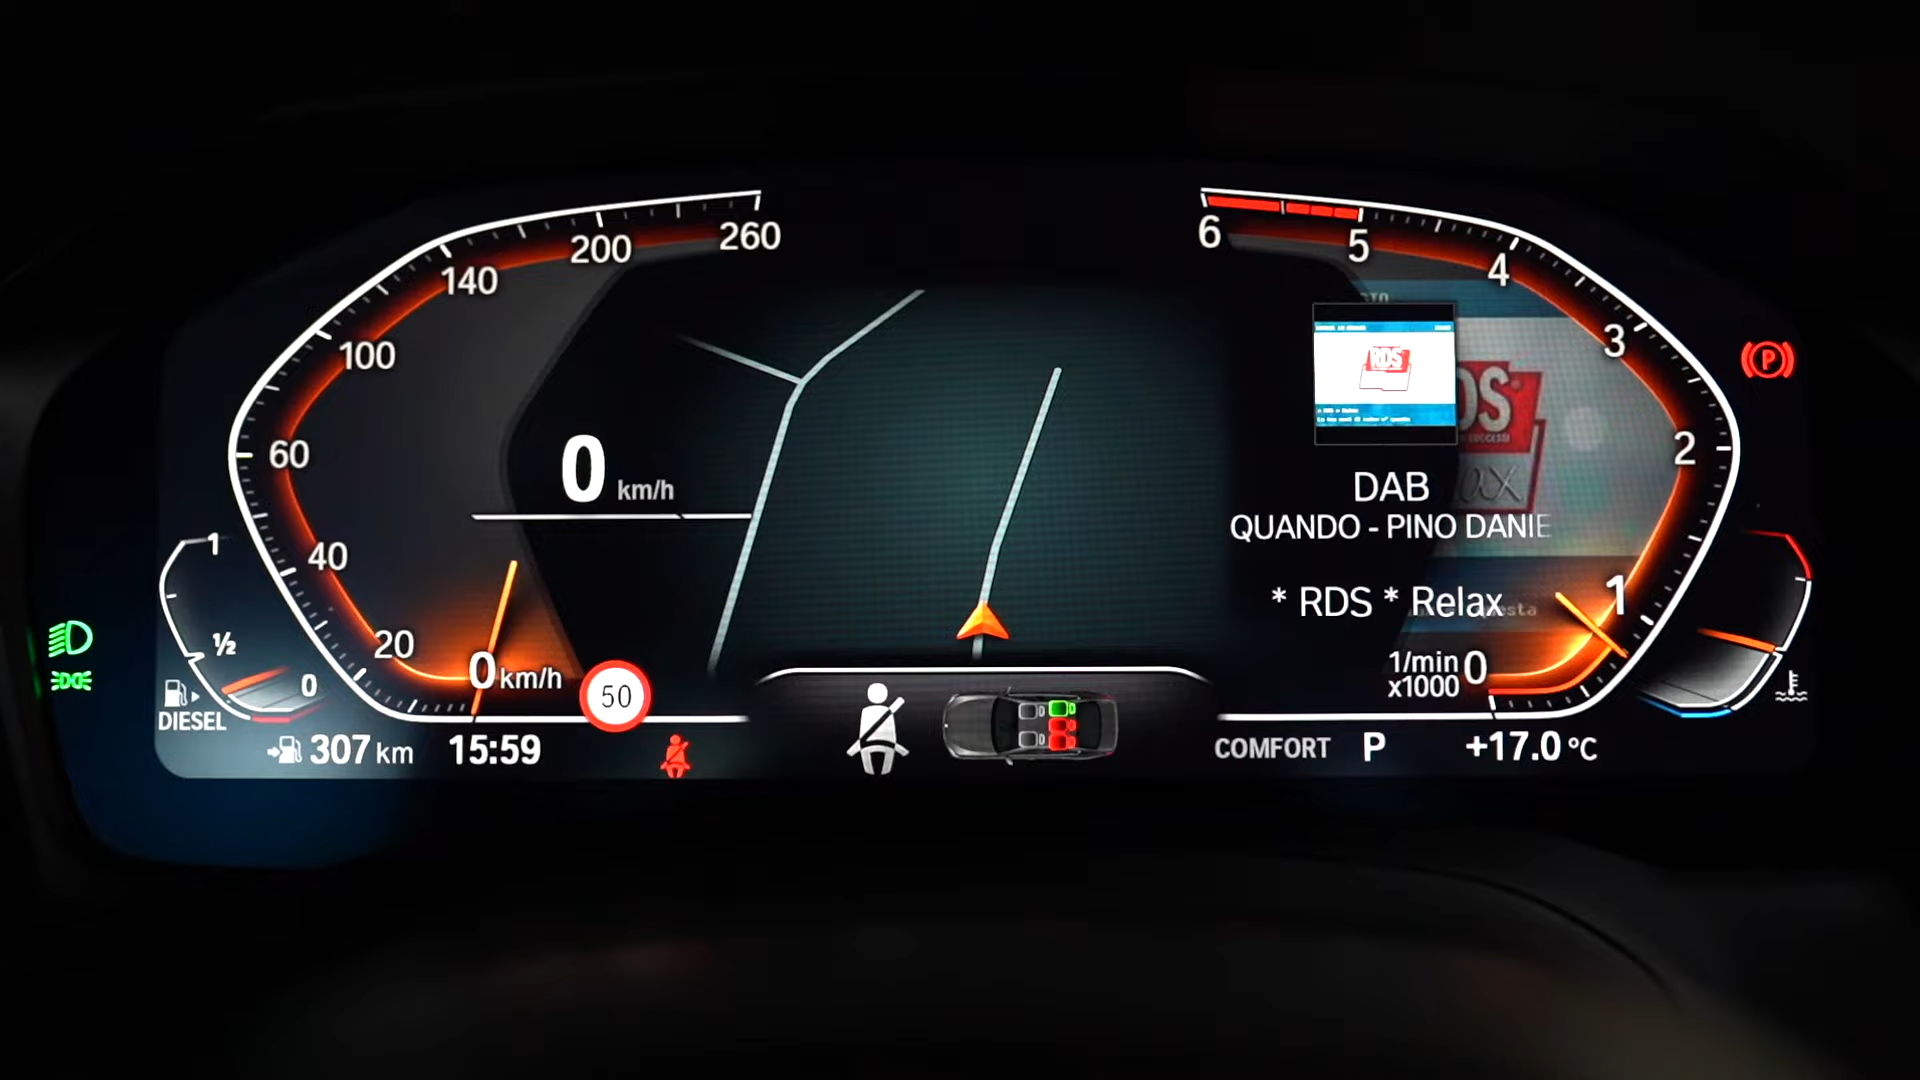 260
200
140
100
60
40
20
0 km/h
0 km/h
50
1
1/2
0
DIESEL
307 km
15:59
6
5
4
3
2
1
0
1/min
x1000
RDS
DAB
QUANDO - PINO DANIE
* RDS * Relax
COMFORT P +17.0 °C
P